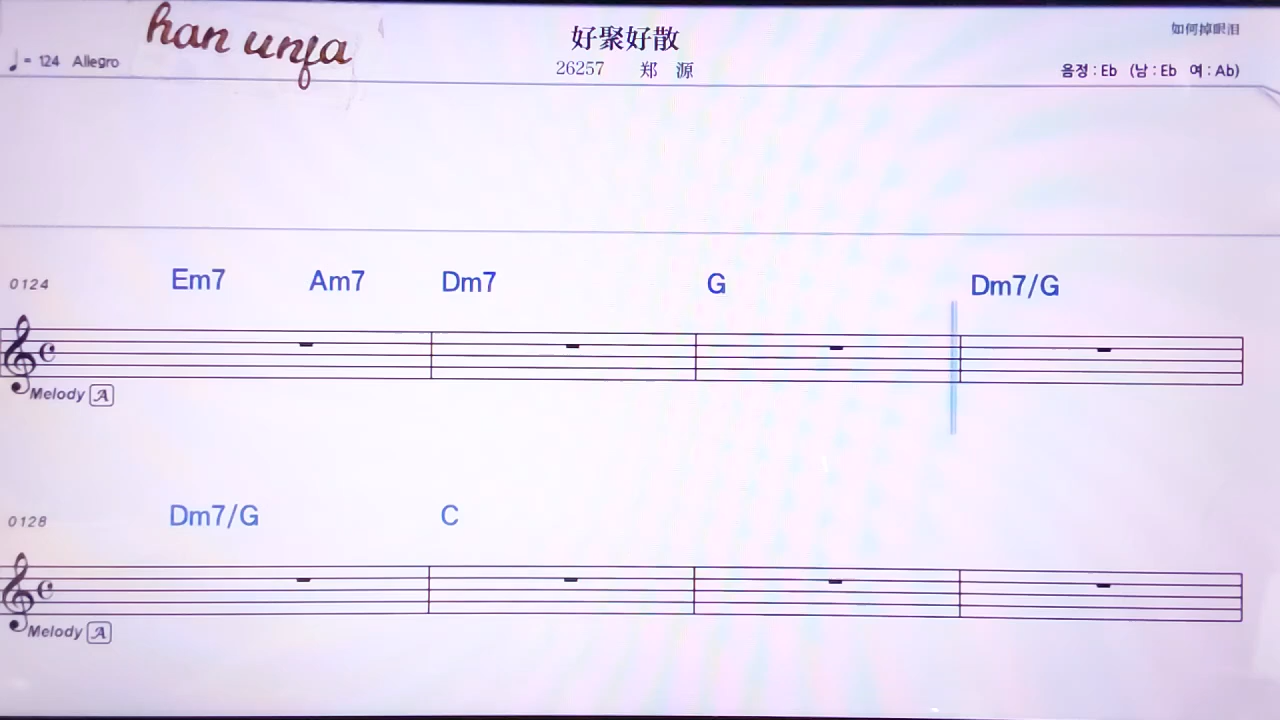 han unja
好聚好散
如何掉眼泪
♩= 124 Allegro
26257 郑 源
음정 : Eb (남 : Eb 여 : Ab)
0124 Em7 Am7 Dm7 G Dm7/G
Melody A
0128 Dm7/G C
Melody A